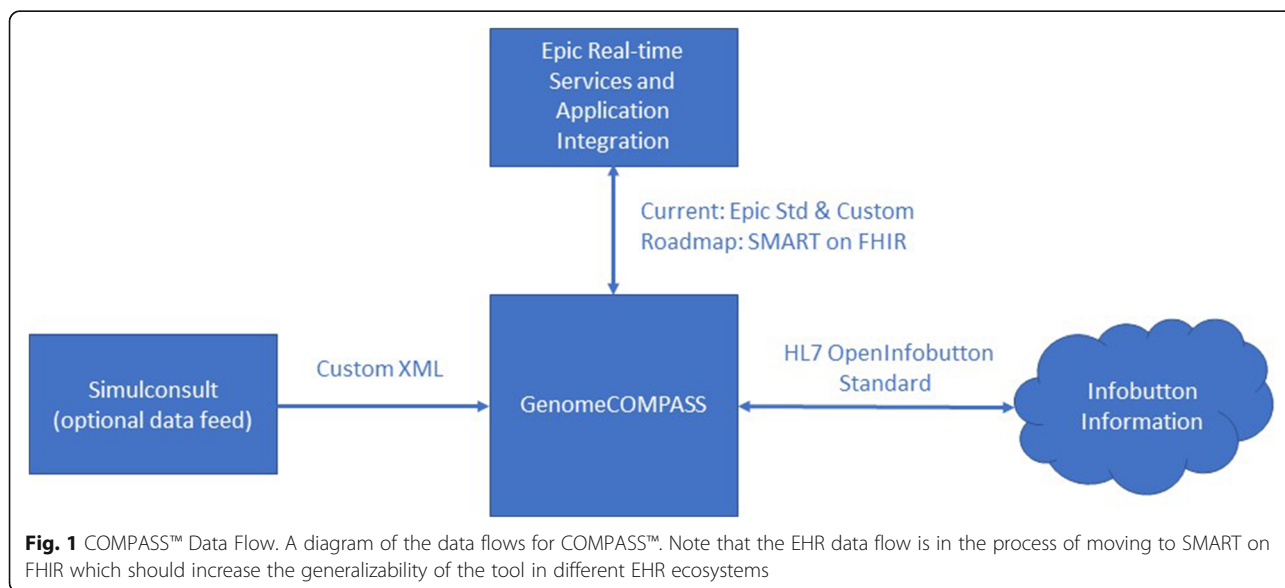 Epic Real-time
Services and
Application
Integration
Current: Epic Std & Custom
Roadmap: SMART on FHIR
Simulconsult
(optional data feed)
Custom XML
GenomeCOMPASS
HL7 OpenInfobutton
Standard
Infobutton
Information
Fig. 1 COMPASS™ Data Flow. A diagram of the data flows for COMPASS™. Note that the EHR data flow is in the process of moving to SMART on
FHIR which should increase the generalizability of the tool in different EHR ecosystems